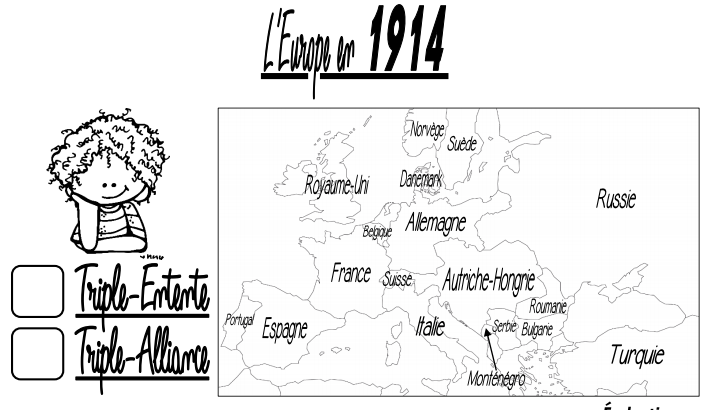 L'Europe en 1914
Norvège
Suède
Royaume-Uni
Danemark
Russie
Allemagne
Belgique
France
Suisse
Autriche-Hongrie
Triple-Entente
Roumanie
Portugal
Espagne
Italie
Serbie
Bulgarie
Triple-Alliance
Turquie
Monténégro